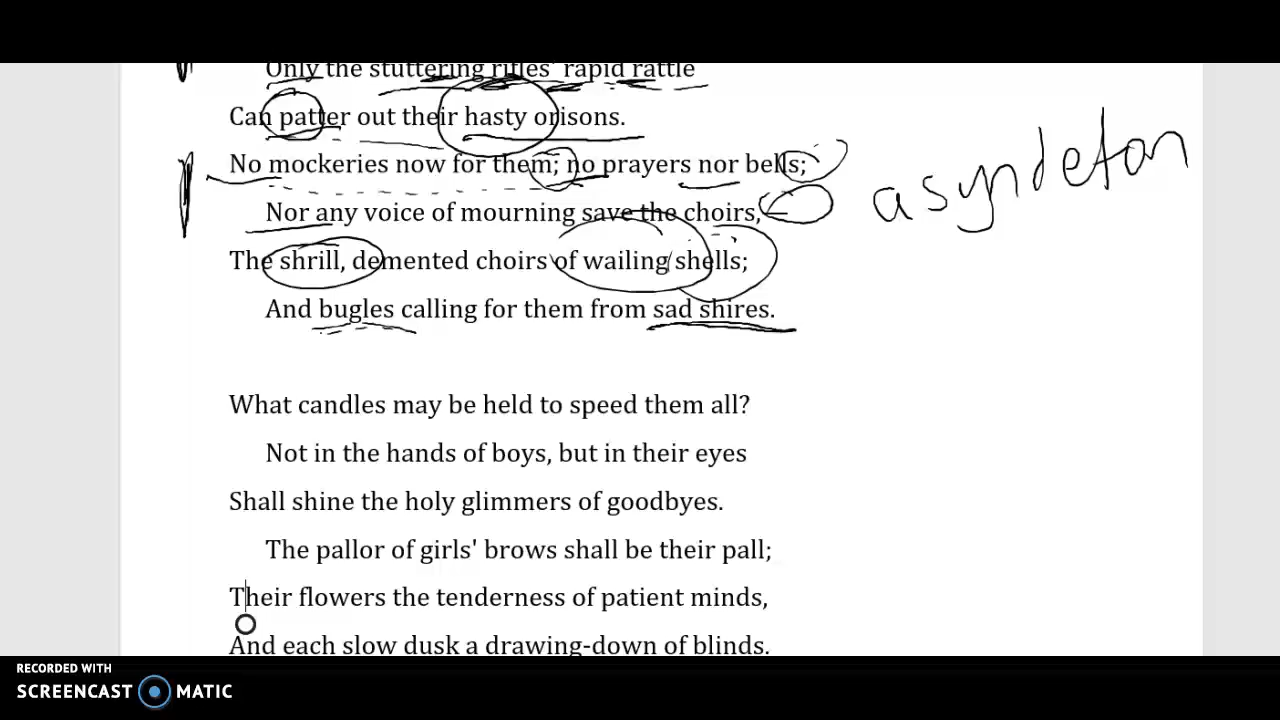 Only the stuttering rifles' rapid rattle
Can patter out their hasty orisons.
No mockeries now for them; no prayers nor bells;
asyndeton
Nor any voice of mourning save the choirs,
The shrill, demented choirs of wailing shells;
And bugles calling for them from sad shires.
What candles may be held to speed them all?
Not in the hands of boys, but in their eyes
Shall shine the holy glimmers of goodbyes.
The pallor of girls' brows shall be their pall;
Their flowers the tenderness of patient minds,
And each slow dusk a drawing-down of blinds.
RECORDED WITH
SCREENCAST MATIC